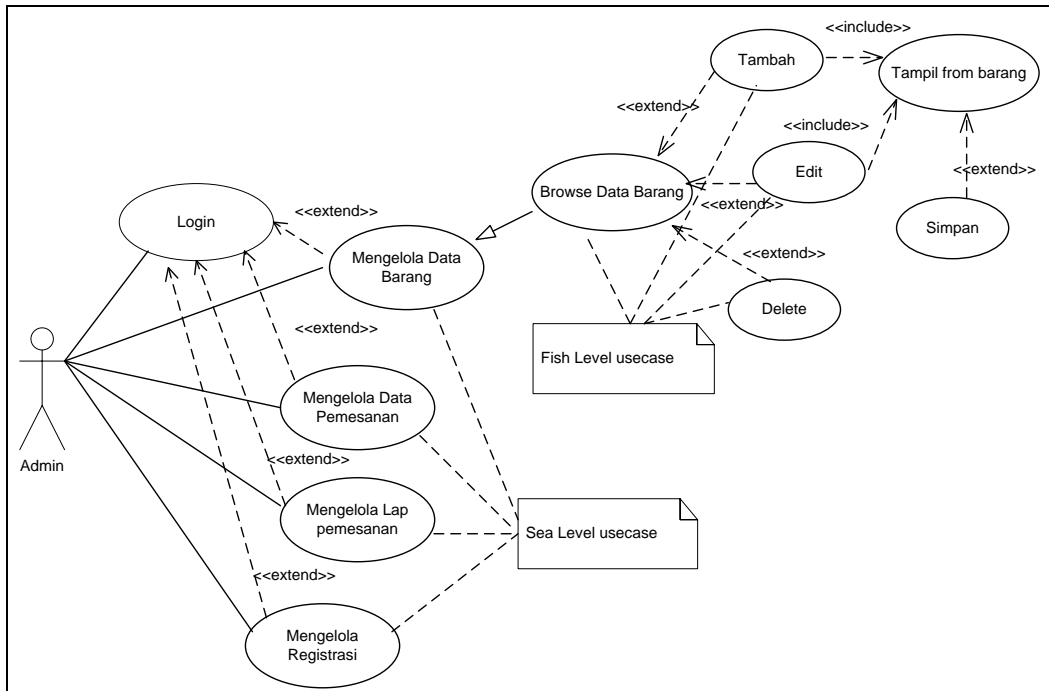 <<include>>
Tambah
Tampil from barang
<<extend>>
<<include>>
Edit
<<extend>>
Browse Data Barang
<<extend>>
Simpan
Login
<<extend>>
Mengelola Data
Barang
<<extend>>
Delete
<<extend>>
Fish Level usecase
Mengelola Data
Pemesanan
Admin
<<extend>>
Mengelola Lap
pemesanan
Sea Level usecase
<<extend>>
Mengelola
Registrasi